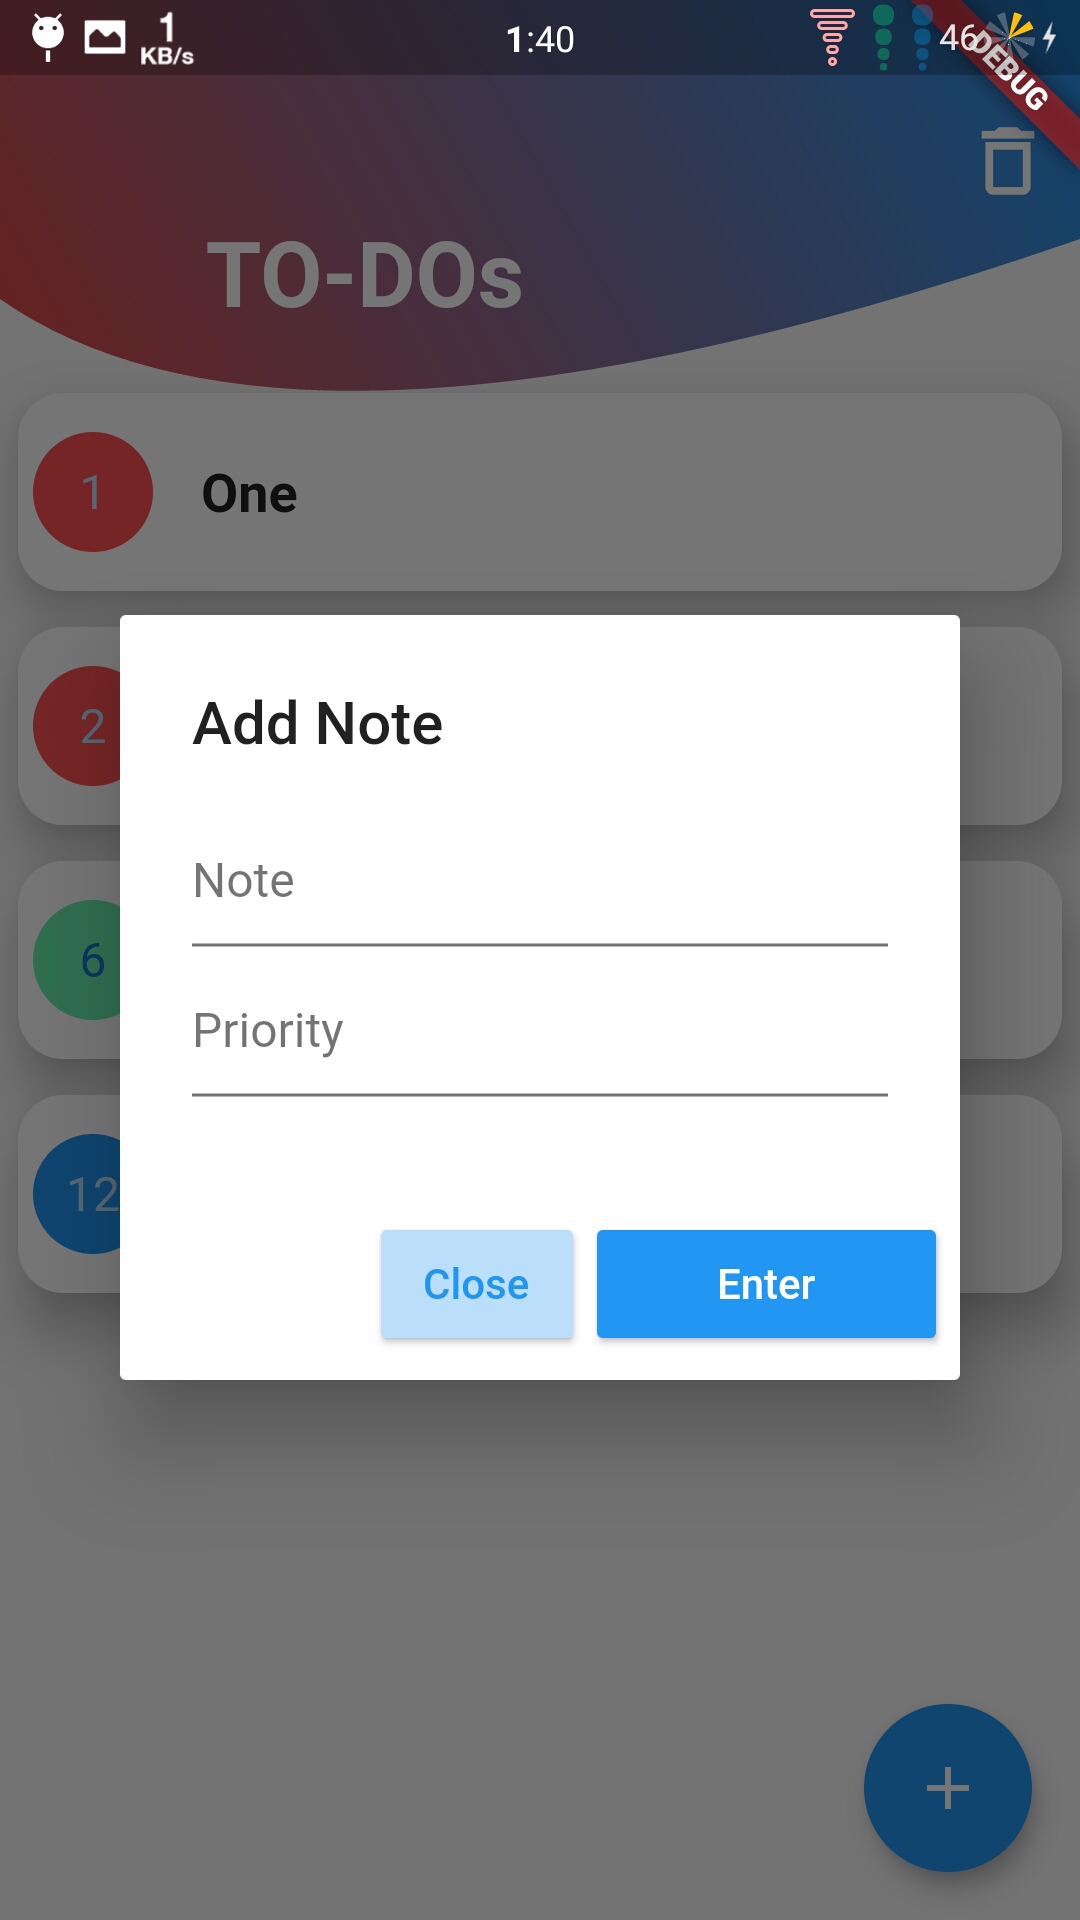 1
KB/s
1:40
46
DEBUG
TO-DOs
1
One
2
Add Note
Note
6
Priority
12
Close
Enter